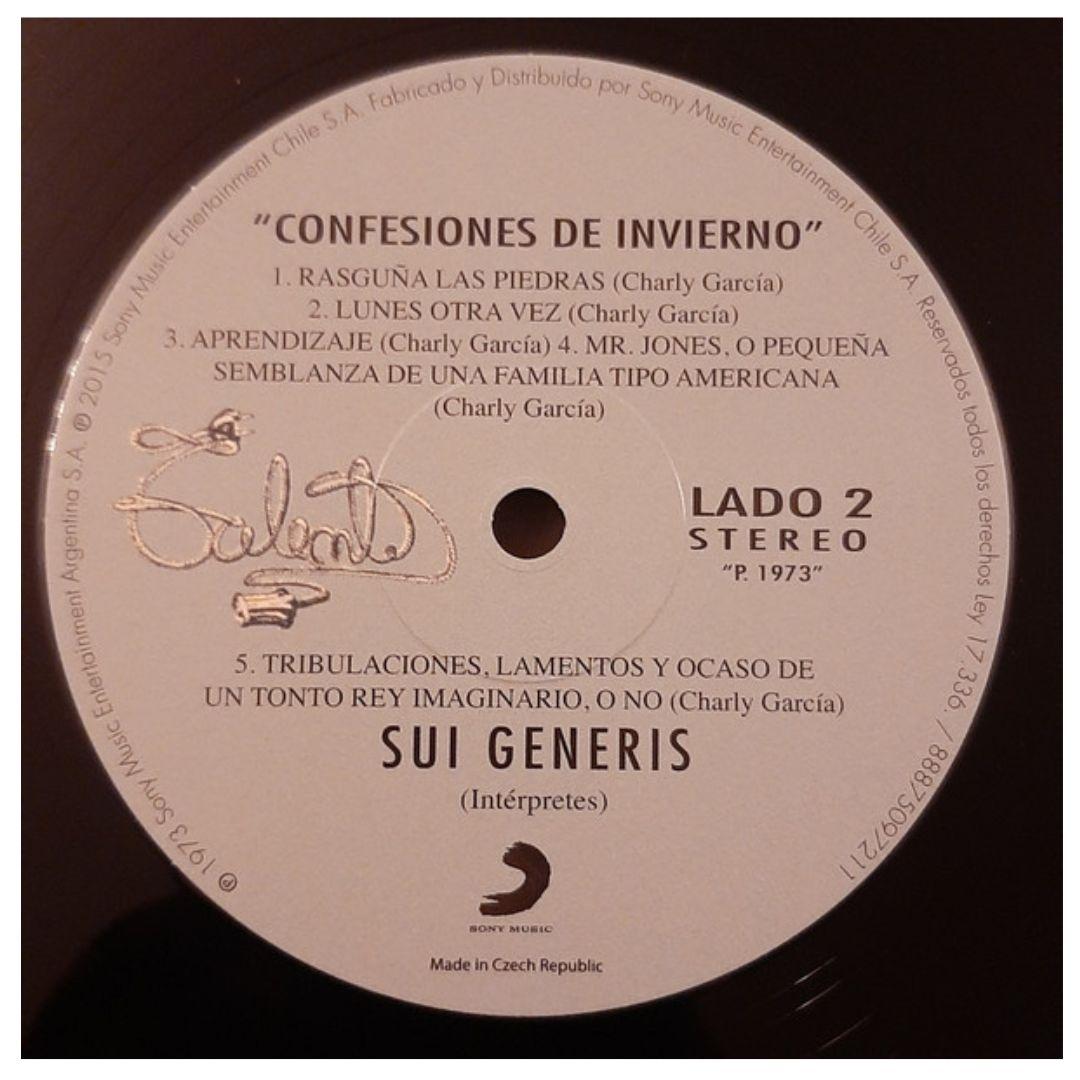 ℗ 1973 Sony Music Entertainment Argentina S.A. ℗ 2015 Sony Music Entertainment Chile S.A. Fabricado y Distribuido por Sony Music Entertainment Chile S.A. Reservados todos los derechos Ley 17.336. / 88875097211
"CONFESIONES DE INVIERNO"
1. RASGUÑA LAS PIEDRAS (Charly García)
2. LUNES OTRA VEZ (Charly García)
3. APRENDIZAJE (Charly García) 4. MR. JONES, O PEQUEÑA
SEMBLANZA DE UNA FAMILIA TIPO AMERICANA
(Charly García)
Talent
LADO 2
STEREO
"P. 1973"
5. TRIBULACIONES, LAMENTOS Y OCASO DE
UN TONTO REY IMAGINARIO, O NO (Charly García)
SUI GENERIS
(Intérpretes)
SONY MUSIC
Made in Czech Republic